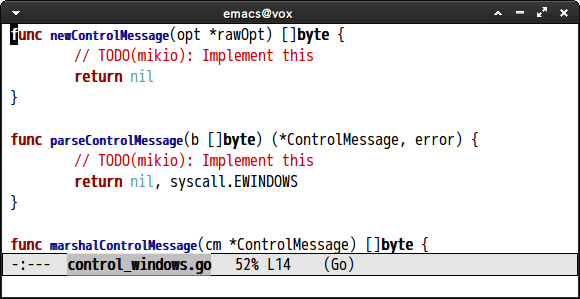 emacs@vox
func newControlMessage(opt *rawOpt) []byte {
        // TODO(mikio): Implement this
        return nil
}
func parseControlMessage(b []byte) (*ControlMessage, error) {
        // TODO(mikio): Implement this
        return nil, syscall.EWINDOWS
}
func marshalControlMessage(cm *ControlMessage) []byte {
-:---  control_windows.go   52% L14    (Go)